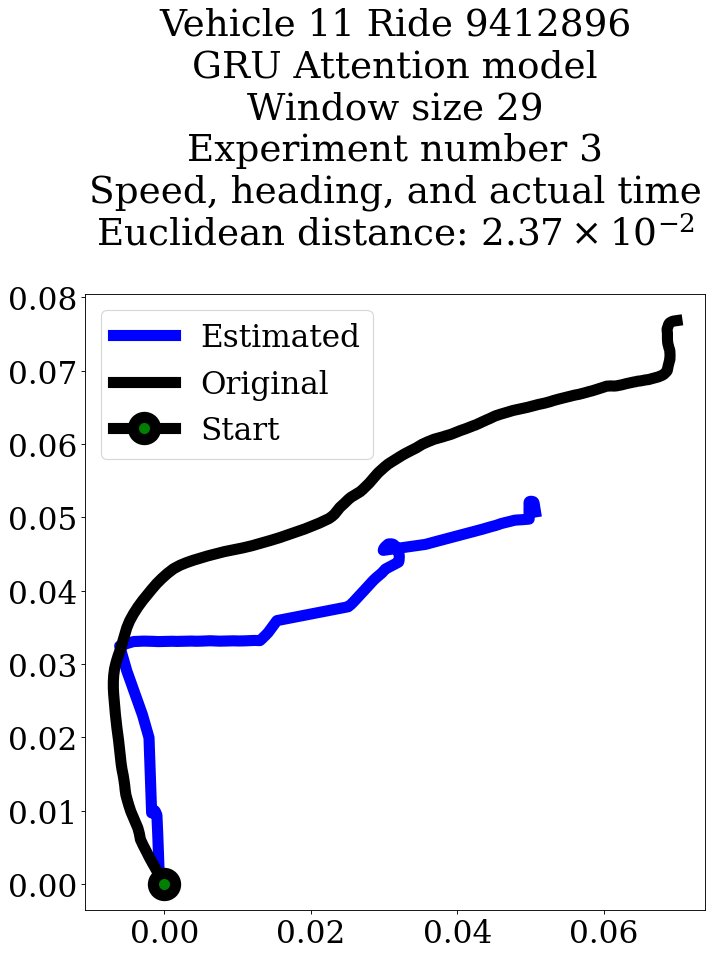 Vehicle 11 Ride 9412896
GRU Attention model
Window size 29
Experiment number 3
Speed, heading, and actual time
Euclidean distance: 2.37 × 10⁻²
0.08
0.07
0.06
0.05
0.04
0.03
0.02
0.01
0.00
Estimated
Original
Start
0.00 0.02 0.04 0.06